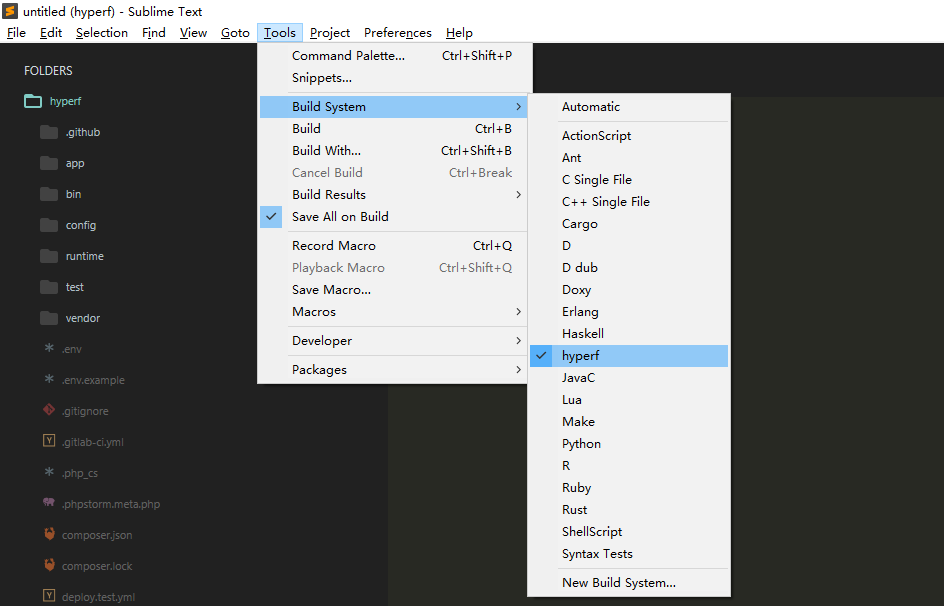 untitled (hyperf) - Sublime Text
File Edit Selection Find View Goto Tools Project Preferences Help
FOLDERS
hyperf
.github
app
bin
config
runtime
test
vendor
.env
.env.example
.gitignore
.gitlab-ci.yml
.php_cs
.phpstorm.meta.php
composer.json
composer.lock
deploy.test.yml
Command Palette... Ctrl+Shift+P
Snippets...
Build System
Build Ctrl+B
Build With... Ctrl+Shift+B
Cancel Build Ctrl+Break
Build Results
Save All on Build
Record Macro Ctrl+Q
Playback Macro Ctrl+Shift+Q
Save Macro...
Macros
Developer
Packages
Automatic
ActionScript
Ant
C Single File
C++ Single File
Cargo
D
D dub
Doxy
Erlang
Haskell
hyperf
JavaC
Lua
Make
Python
R
Ruby
Rust
ShellScript
Syntax Tests
New Build System...